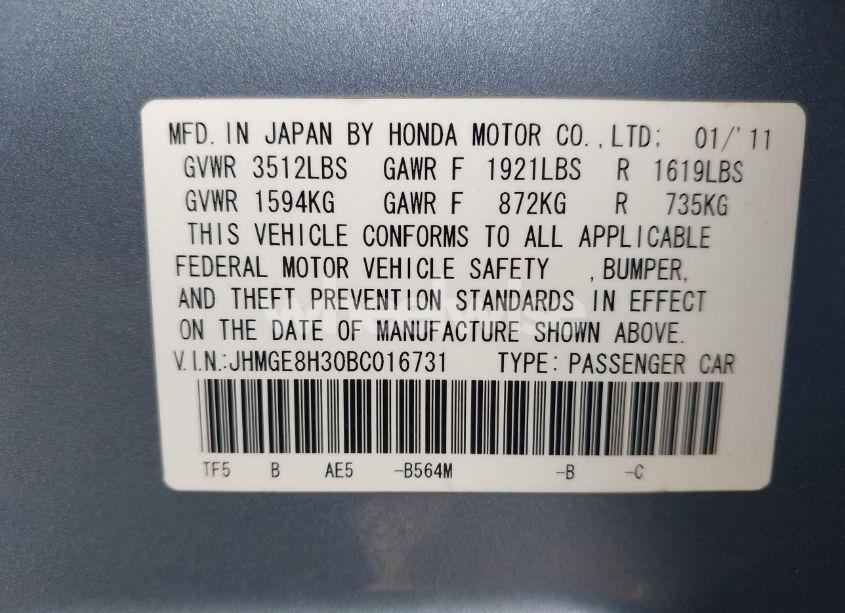 MFD. IN JAPAN BY HONDA MOTOR CO.,LTD; 01/'11
GVWR 3512LBS GAWR F 1921LBS R 1619LBS
GVWR 1594KG GAWR F 872KG R 735KG
THIS VEHICLE CONFORMS TO ALL APPLICABLE
FEDERAL MOTOR VEHICLE SAFETY ,BUMPER,
AND THEFT PREVENTION STANDARDS IN EFFECT
ON THE DATE OF MANUFACTURE SHOWN ABOVE.
V.I.N.:JHMGE8H30BC016731 TYPE: PASSENGER CAR
TF5 B AE5 -B564M -B -C